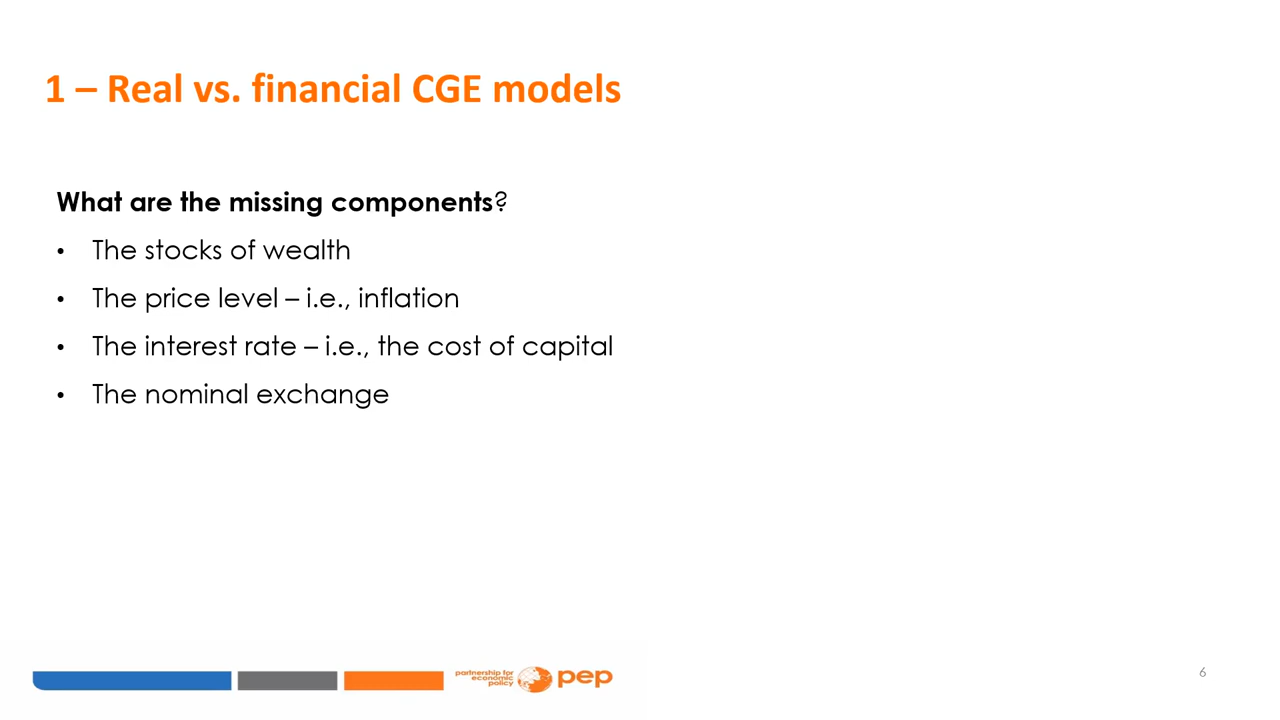 1 – Real vs. financial CGE models
What are the missing components?
• The stocks of wealth
• The price level – i.e., inflation
• The interest rate – i.e., the cost of capital
• The nominal exchange
partnership for
economic
policy
pep
6